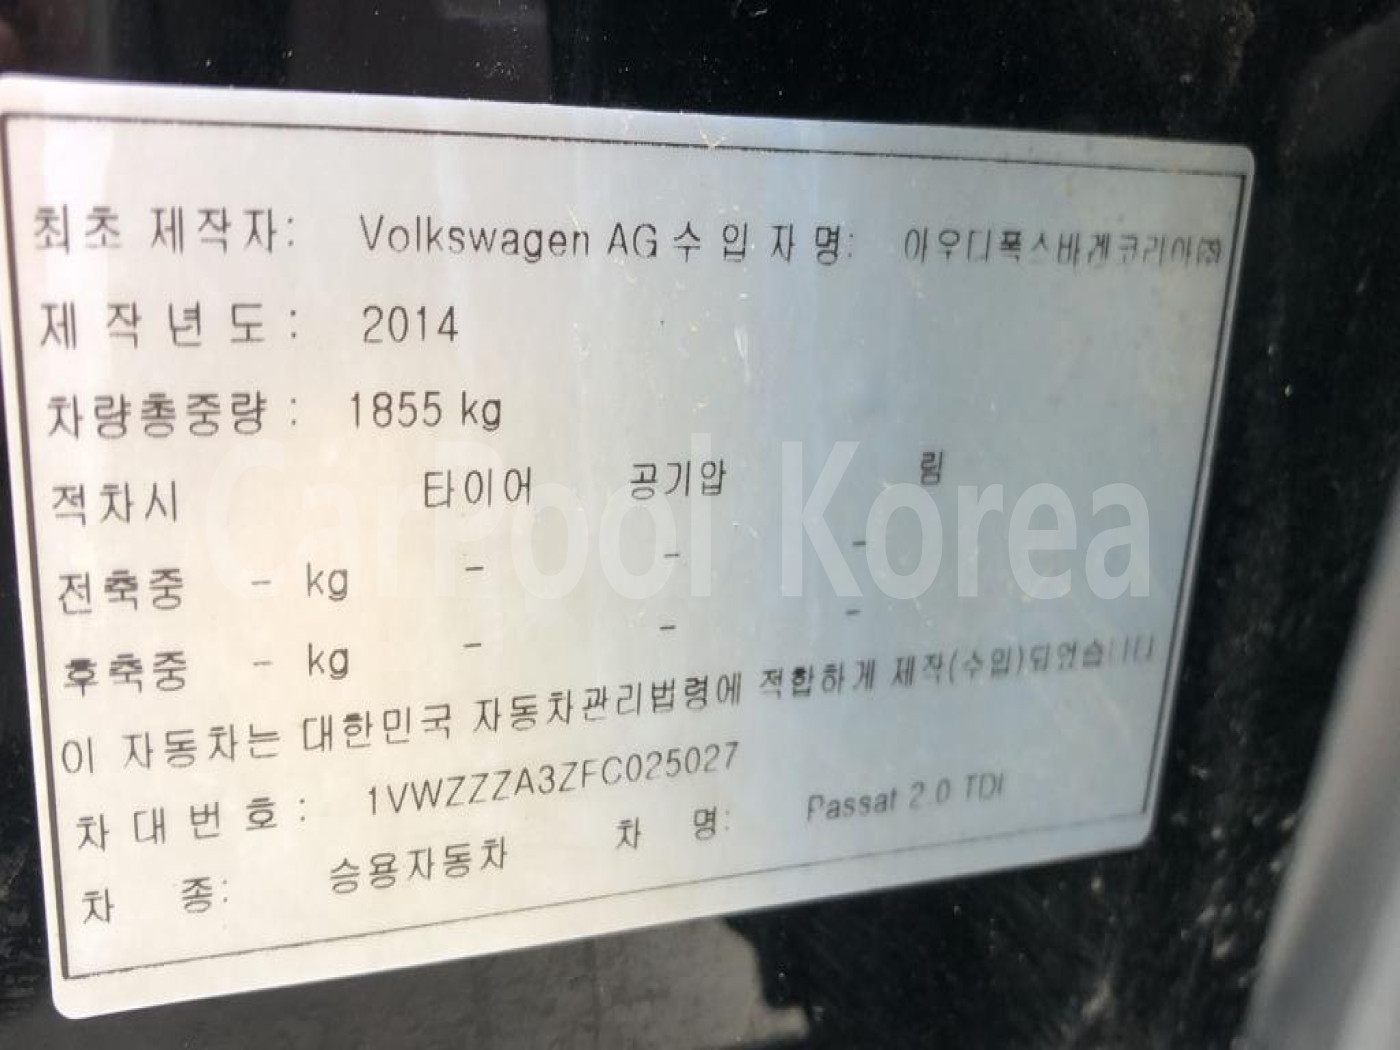 최초 제작자: Volkswagen AG 수 입 자 명: 아우디폭스바겐코리아㈜
제 작 년 도 : 2014
차량총중량 : 1855 kg
적차시 타이어 공기압 림
전축중 - kg - - -
후축중 - kg - - -
이 자동차는 대한민국 자동차관리법령에 적합하게 제작(수입)되었습니다
차 대 번 호 : 1VWZZZA3ZFC025027
차 종: 승용자동차 차 명: Passat 2.0 TDI
CarPool Korea